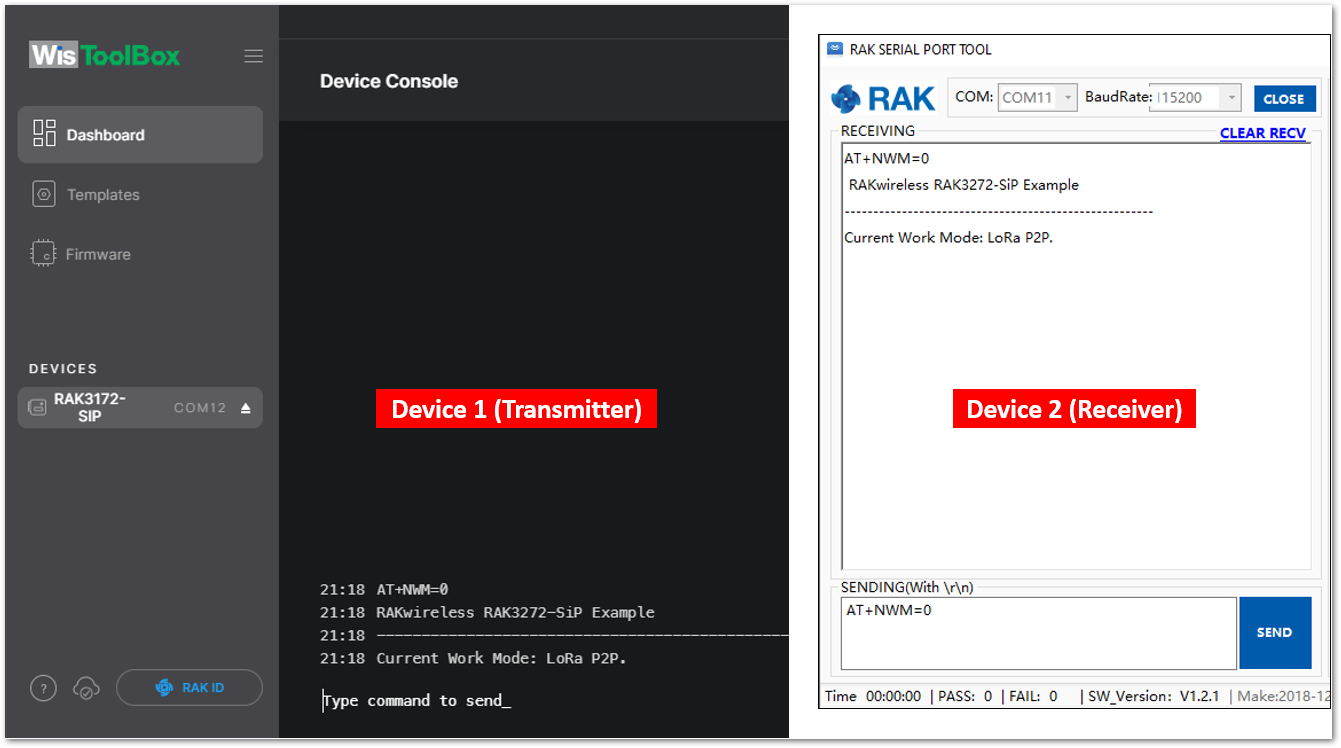 WisToolBox
Dashboard
Templates
Firmware
DEVICES
RAK3172-
SIP
COM12
?
RAK ID
Device Console
Device 1 (Transmitter)
21:18 AT+NWM=0
21:18 RAKwireless RAK3272-SiP Example
21:18 ------------------------------------------------
21:18 Current Work Mode: LoRa P2P.
Type command to send_
RAK SERIAL PORT TOOL
RAK COM: COM11 BaudRate: 115200 CLOSE
RECEIVING CLEAR RECV
AT+NWM=0
RAKwireless RAK3272-SiP Example
------------------------------------------------------
Current Work Mode: LoRa P2P.
Device 2 (Receiver)
SENDING(With \r\n)
AT+NWM=0
SEND
Time 00:00:00 | PASS: 0 | FAIL: 0 | SW_Version: V1.2.1 | Make:2018-12